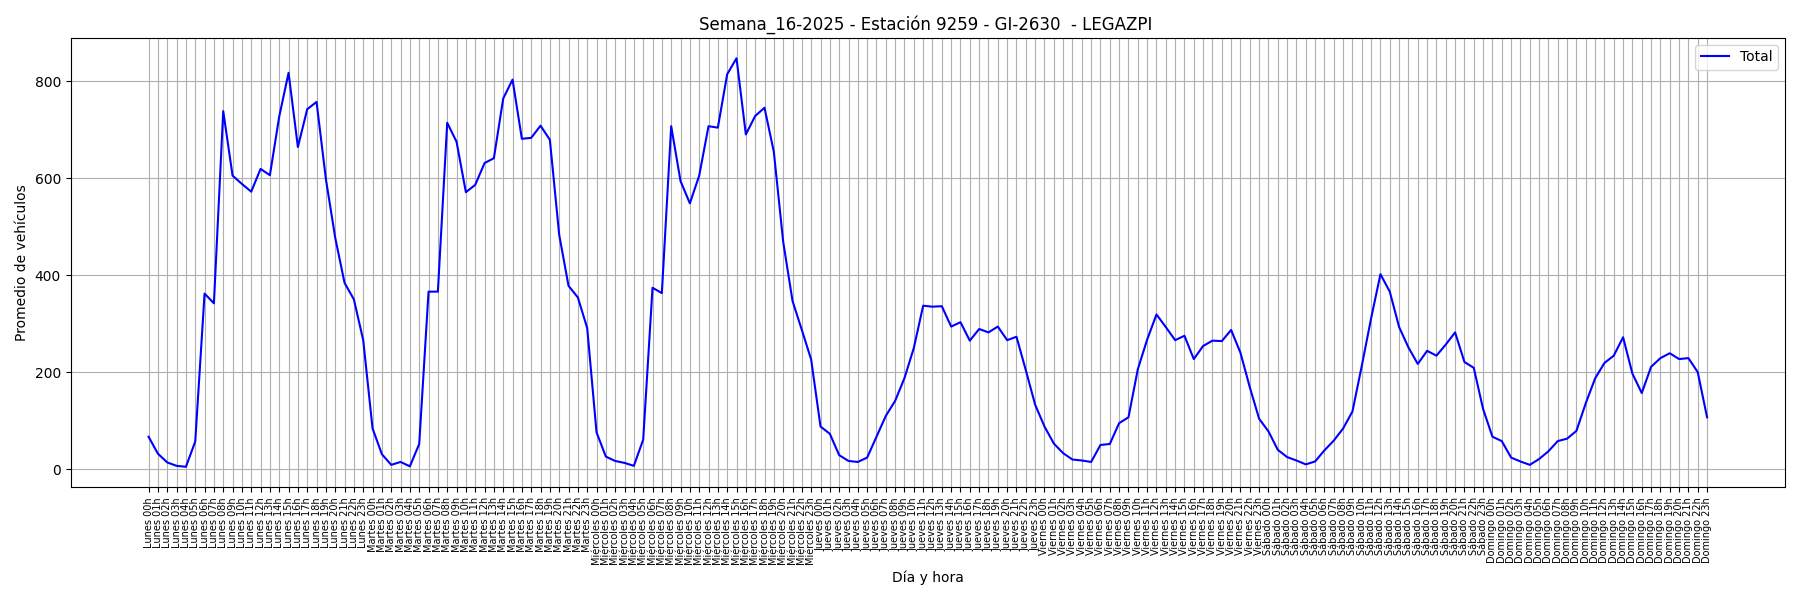 Semana_16-2025 - Estación 9259 - GI-2630  - LEGAZPI
Total
Promedio de vehículos
800
600
400
200
0
Lunes 00h
Lunes 01h
Lunes 02h
Lunes 03h
Lunes 04h
Lunes 05h
Lunes 06h
Lunes 07h
Lunes 08h
Lunes 09h
Lunes 10h
Lunes 11h
Lunes 12h
Lunes 13h
Lunes 14h
Lunes 15h
Lunes 16h
Lunes 17h
Lunes 18h
Lunes 19h
Lunes 20h
Lunes 21h
Lunes 22h
Lunes 23h
Martes 00h
Martes 01h
Martes 02h
Martes 03h
Martes 04h
Martes 05h
Martes 06h
Martes 07h
Martes 08h
Martes 09h
Martes 10h
Martes 11h
Martes 12h
Martes 13h
Martes 14h
Martes 15h
Martes 16h
Martes 17h
Martes 18h
Martes 19h
Martes 20h
Martes 21h
Martes 22h
Martes 23h
Miércoles 00h
Miércoles 01h
Miércoles 02h
Miércoles 03h
Miércoles 04h
Miércoles 05h
Miércoles 06h
Miércoles 07h
Miércoles 08h
Miércoles 09h
Miércoles 10h
Miércoles 11h
Miércoles 12h
Miércoles 13h
Miércoles 14h
Miércoles 15h
Miércoles 16h
Miércoles 17h
Miércoles 18h
Miércoles 19h
Miércoles 20h
Miércoles 21h
Miércoles 22h
Miércoles 23h
Jueves 00h
Jueves 01h
Jueves 02h
Jueves 03h
Jueves 04h
Jueves 05h
Jueves 06h
Jueves 07h
Jueves 08h
Jueves 09h
Jueves 10h
Jueves 11h
Jueves 12h
Jueves 13h
Jueves 14h
Jueves 15h
Jueves 16h
Jueves 17h
Jueves 18h
Jueves 19h
Jueves 20h
Jueves 21h
Jueves 22h
Jueves 23h
Viernes 00h
Viernes 01h
Viernes 02h
Viernes 03h
Viernes 04h
Viernes 05h
Viernes 06h
Viernes 07h
Viernes 08h
Viernes 09h
Viernes 10h
Viernes 11h
Viernes 12h
Viernes 13h
Viernes 14h
Viernes 15h
Viernes 16h
Viernes 17h
Viernes 18h
Viernes 19h
Viernes 20h
Viernes 21h
Viernes 22h
Viernes 23h
Sábado 00h
Sábado 01h
Sábado 02h
Sábado 03h
Sábado 04h
Sábado 05h
Sábado 06h
Sábado 07h
Sábado 08h
Sábado 09h
Sábado 10h
Sábado 11h
Sábado 12h
Sábado 13h
Sábado 14h
Sábado 15h
Sábado 16h
Sábado 17h
Sábado 18h
Sábado 19h
Sábado 20h
Sábado 21h
Sábado 22h
Sábado 23h
Domingo 00h
Domingo 01h
Domingo 02h
Domingo 03h
Domingo 04h
Domingo 05h
Domingo 06h
Domingo 07h
Domingo 08h
Domingo 09h
Domingo 10h
Domingo 11h
Domingo 12h
Domingo 13h
Domingo 14h
Domingo 15h
Domingo 16h
Domingo 17h
Domingo 18h
Domingo 19h
Domingo 20h
Domingo 21h
Domingo 22h
Domingo 23h
Día y hora